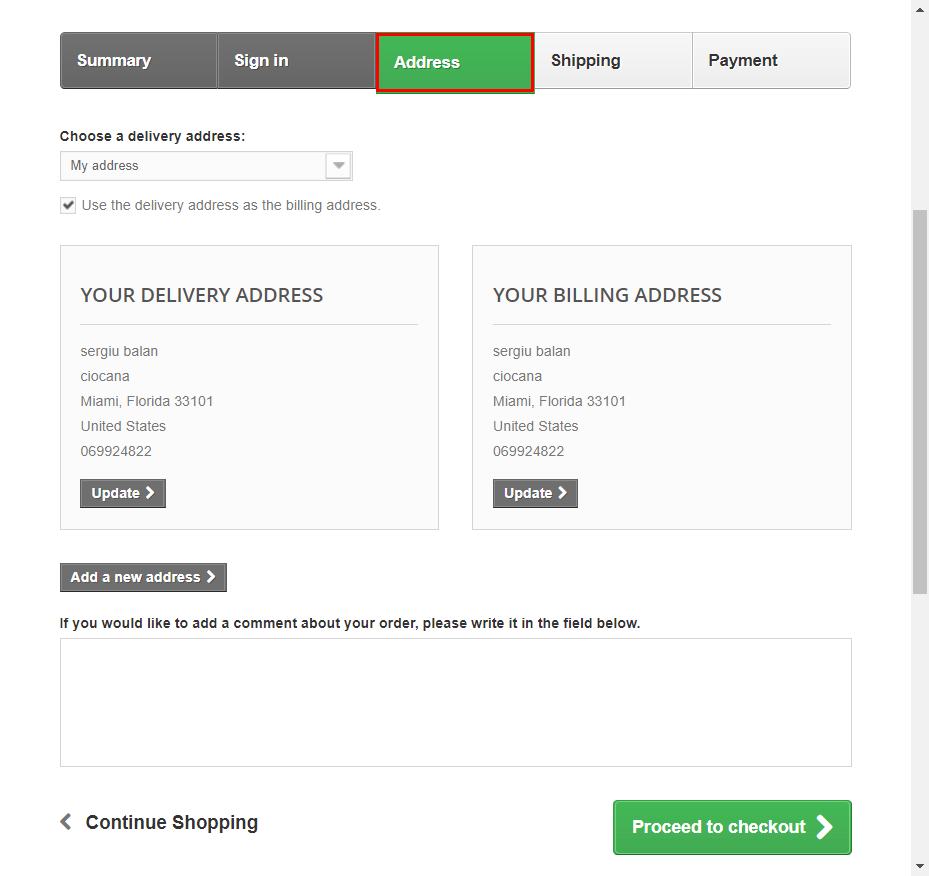 Summary
Sign in
Address
Shipping
Payment
Choose a delivery address:
My address
Use the delivery address as the billing address.
YOUR DELIVERY ADDRESS
sergiu balan
ciocana
Miami, Florida 33101
United States
069924822
Update
YOUR BILLING ADDRESS
sergiu balan
ciocana
Miami, Florida 33101
United States
069924822
Update
Add a new address
If you would like to add a comment about your order, please write it in the field below.
Continue Shopping
Proceed to checkout